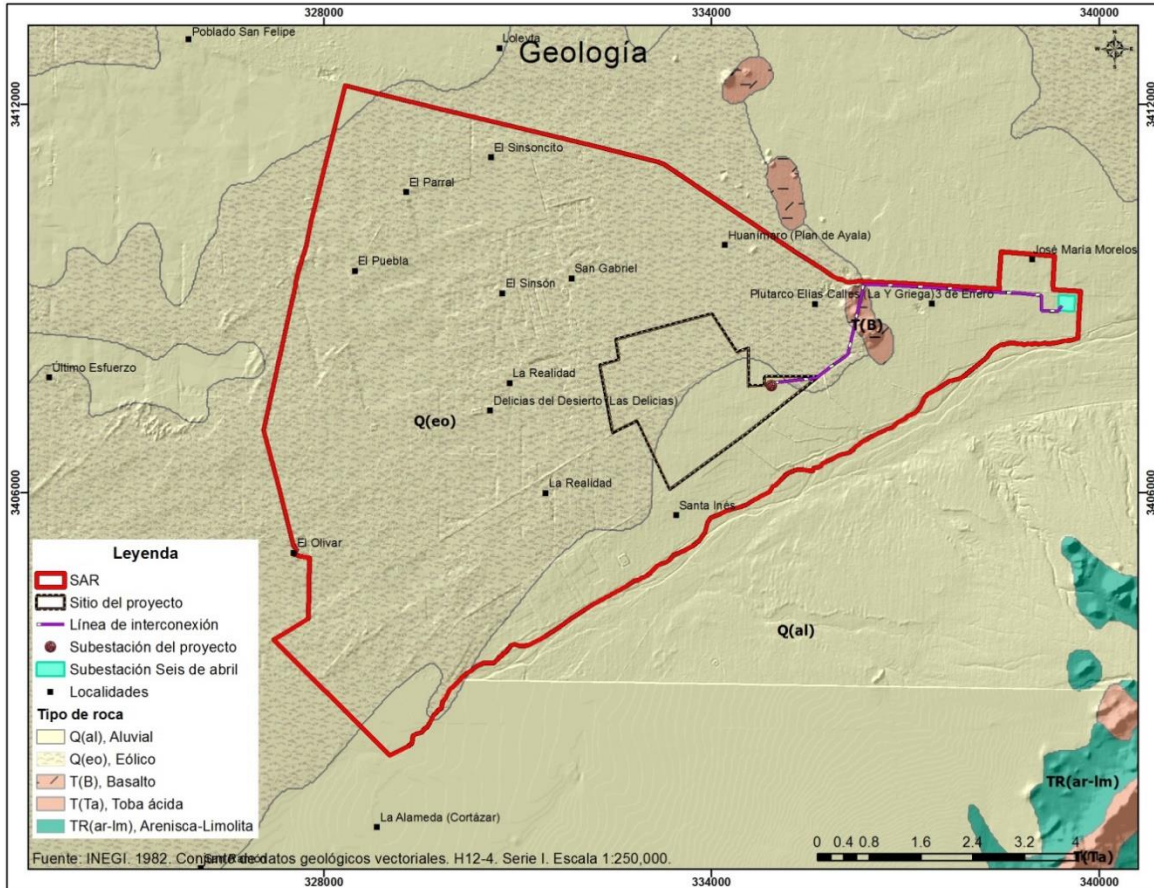 328000 334000 340000
Poblado San Felipe
Loleyta
Geología
3412000 3412000
El Sinsoncito
El Parral
Huanímaro (Plan de Ayala)
José María Morelos
El Puebla
San Gabriel
El Sinsón
Plutarco Elías Calles (La Y Griega) 3 de Enero
T(B)
Último Esfuerzo
La Realidad
Delicias del Desierto (Las Delicias)
Q(eo)
La Realidad
3406000 3406000
Santa Inés
El Olivar
Q(al)
Leyenda
SAR
Sitio del proyecto
Línea de interconexión
Subestación del proyecto
Subestación Seis de abril
Localidades
Tipo de roca
Q(al), Aluvial
Q(eo), Eólico
T(B), Basalto
T(Ta), Toba ácida
TR(ar-lm), Arenisca-Limolita
TR(ar-lm)
La Alameda (Cortázar)
0 0.4 0.8 1.6 2.4 3.2 4
T(Ta)
Fuente: INEGI. 1982. de datos geológicos vectoriales. H12-4. Serie I. Escala 1:250,000.
328000 334000 340000